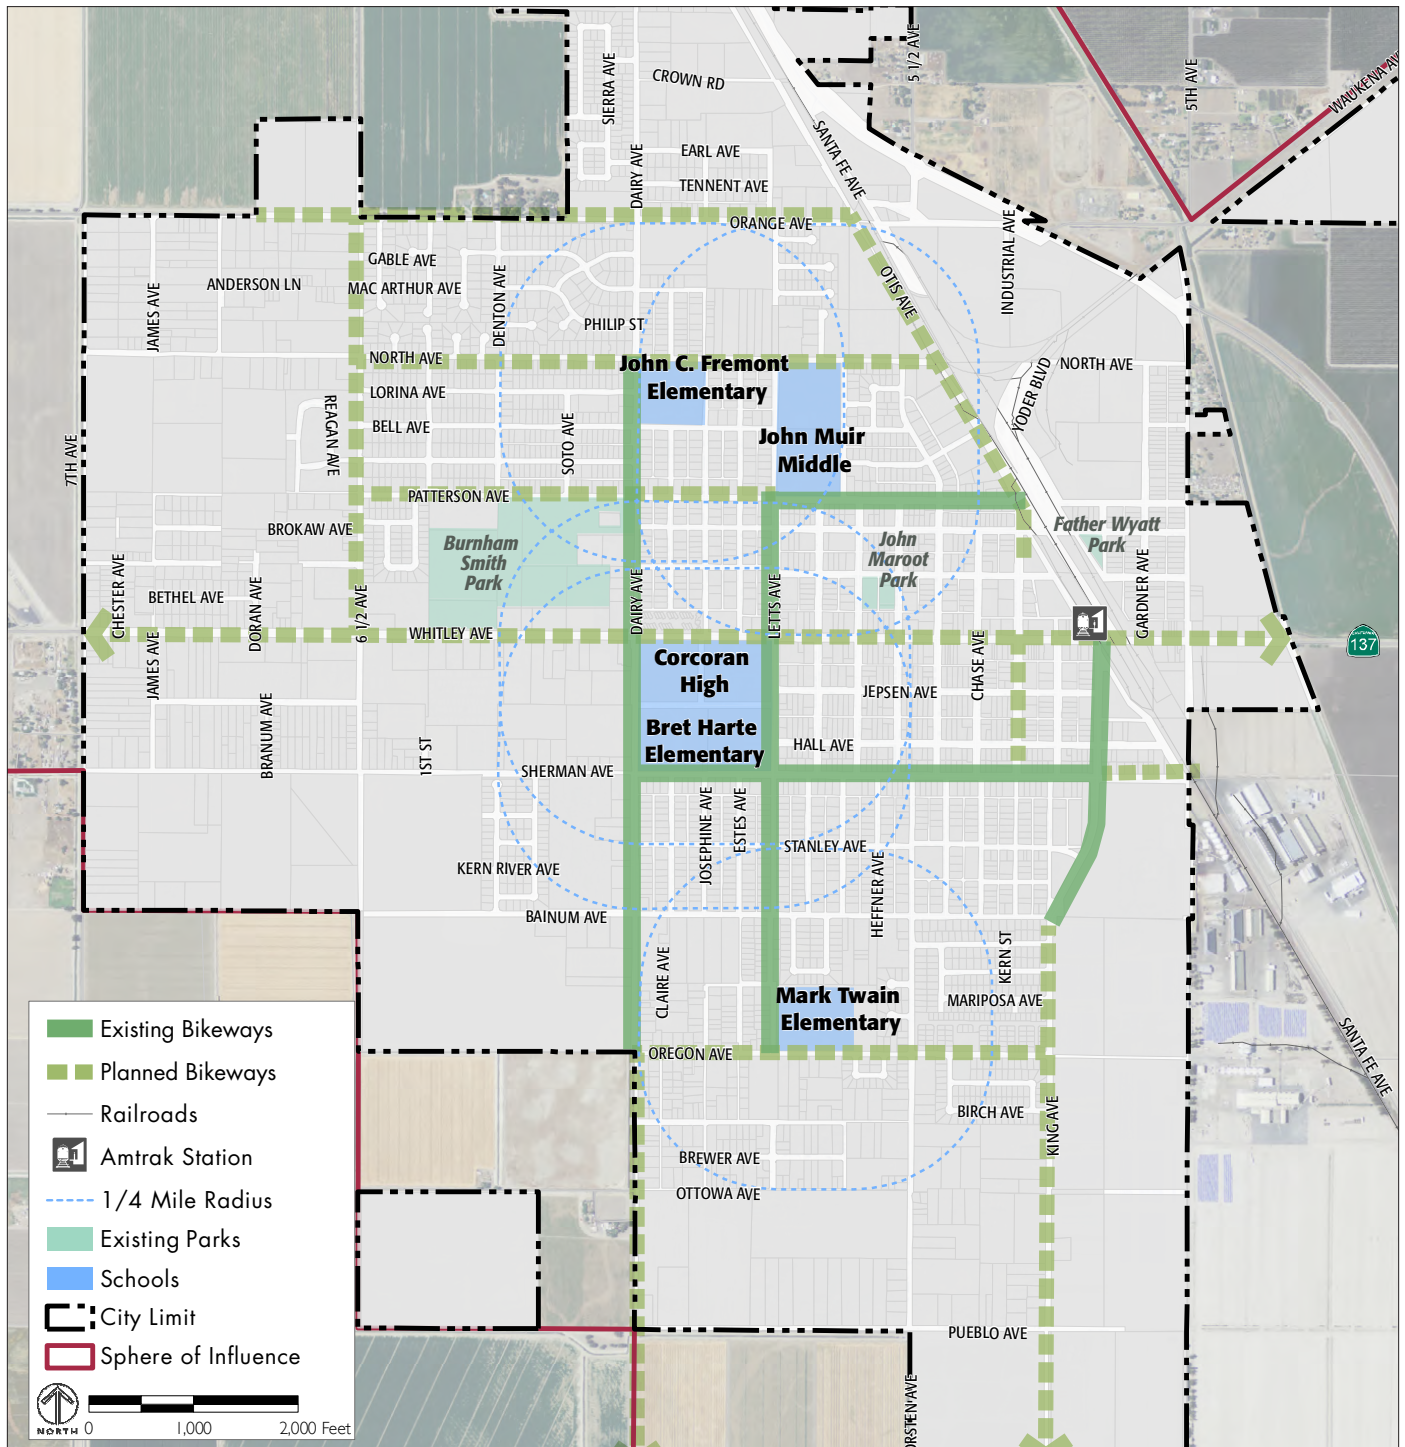 CROWN RD
SIERRA AVE
5 1/2 AVE
5TH AVE
WAUKENA AVE
SANTA FE AVE
EARL AVE
DAIRY AVE
TENNENT AVE
ORANGE AVE
INDUSTRIAL AVE
GABLE AVE
ANDERSON LN
MAC ARTHUR AVE
DENTON AVE
JAMES AVE
OTIS AVE
PHILIP ST
NORTH AVE
John C. Fremont
Elementary
NORTH AVE
YODER BLVD
LORINA AVE
REAGAN AVE
BELL AVE
SOTO AVE
John Muir
Middle
7TH AVE
PATTERSON AVE
BROKAW AVE
Burnham
Smith
Park
John
Maroot
Park
Father Wyatt
Park
CHESTER AVE
BETHEL AVE
DORAN AVE
6 1/2 AVE
DAIRY AVE
LETTS AVE
GARDNER AVE
WHITLEY AVE
CALIFORNIA
137
JAMES AVE
Corcoran
High
CHASE AVE
JEPSEN AVE
BRANUM AVE
1ST ST
Bret Harte
Elementary
HALL AVE
SHERMAN AVE
JOSEPHINE AVE
ESTES AVE
STANLEY AVE
KERN RIVER AVE
HEFFNER AVE
BAINUM AVE
CLAIRE AVE
KERN ST
Mark Twain
Elementary
MARIPOSA AVE
OREGON AVE
SANTA FE AVE
BIRCH AVE
KING AVE
BREWER AVE
OTTOWA AVE
PUEBLO AVE
ORSTEN AVE
Existing Bikeways
Planned Bikeways
Railroads
Amtrak Station
1/4 Mile Radius
Existing Parks
Schools
City Limit
Sphere of Influence
NORTH
0 1,000 2,000 Feet